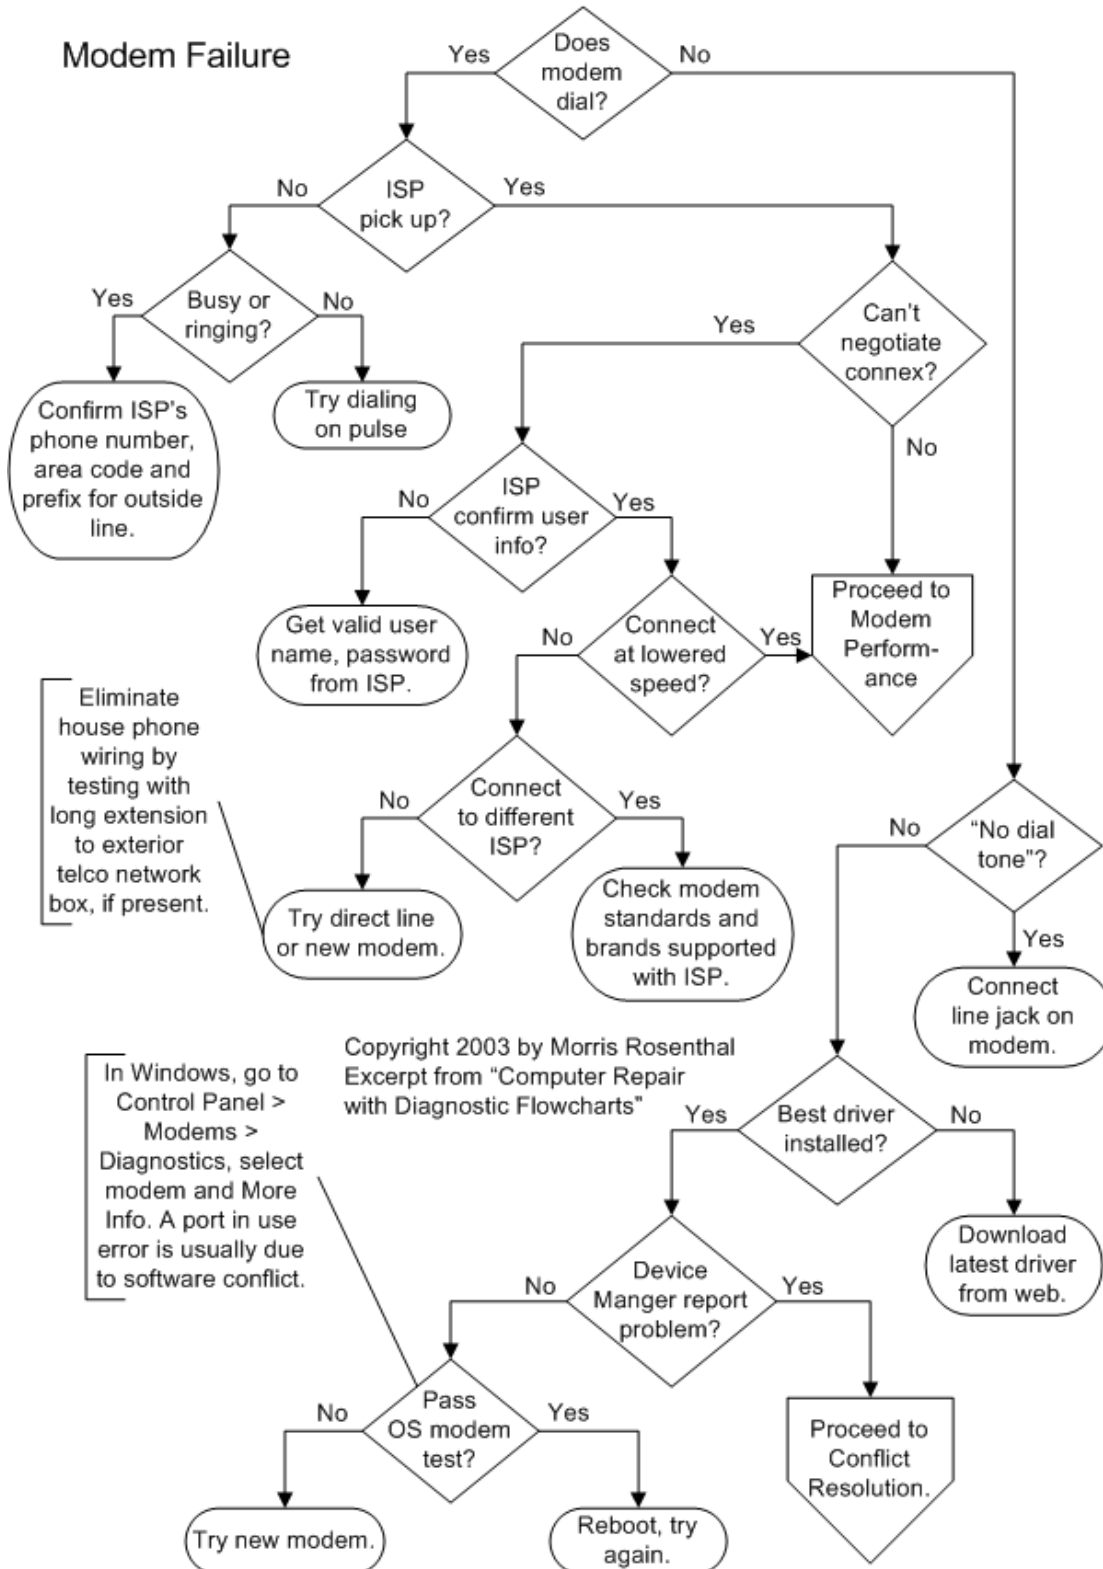 Modem Failure
Yes
Does
modem
dial?
No
No
ISP
pick up?
Yes
Yes
Busy or
ringing?
No
Yes
Can't
negotiate
connex?
No
Confirm ISP's
phone number,
area code and
prefix for outside
line.
Try dialing
on pulse
No
ISP
confirm user
info?
Yes
Get valid user
name, password
from ISP.
No
Connect
at lowered
speed?
Yes
Proceed to
Modem
Perform-
ance
Eliminate
house phone
wiring by
testing with
long extension
to exterior
telco network
box, if present.
No
Connect
to different
ISP?
Yes
No
"No dial
tone"?
Yes
Try direct line
or new modem.
Check modem
standards and
brands supported
with ISP.
Connect
line jack on
modem.
Copyright 2003 by Morris Rosenthal
Excerpt from "Computer Repair
with Diagnostic Flowcharts"
In Windows, go to
Control Panel >
Modems >
Diagnostics, select
modem and More
Info. A port in use
error is usually due
to software conflict.
Yes
Best driver
installed?
No
Download
latest driver
from web.
No
Device
Manger report
problem?
Yes
No
Pass
OS modem
test?
Yes
Proceed to
Conflict
Resolution.
Try new modem.
Reboot, try
again.